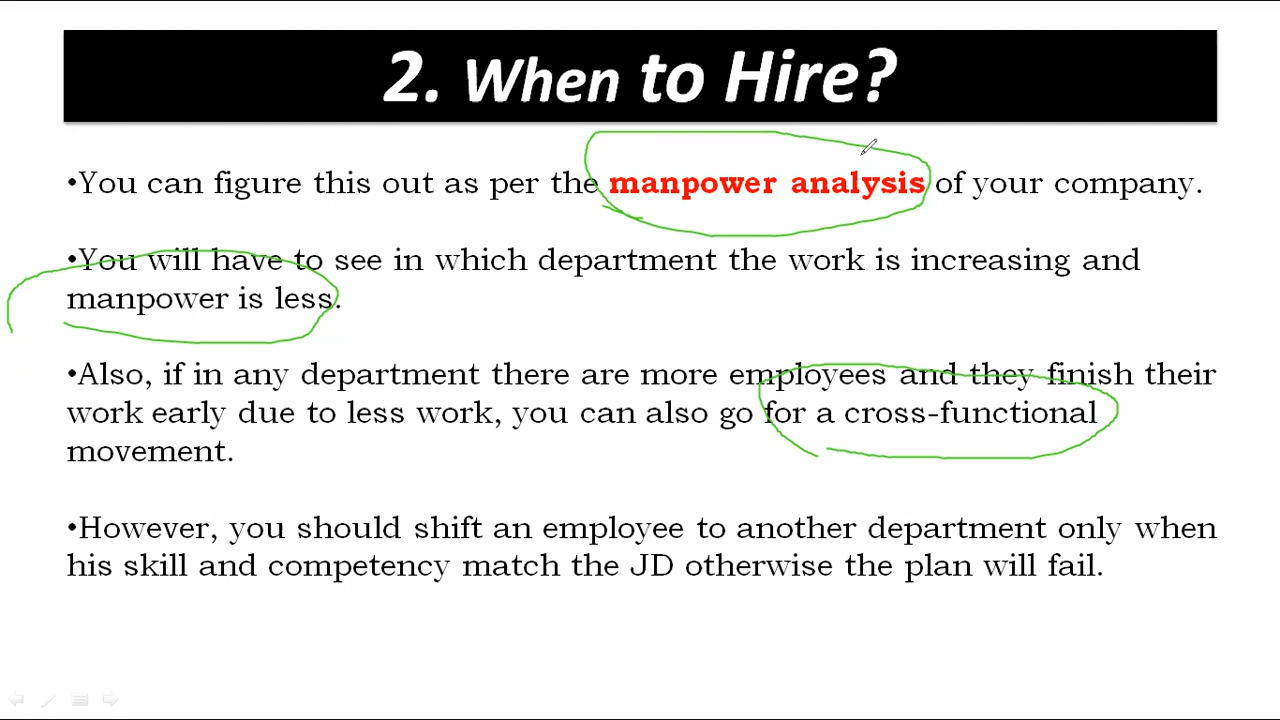 2. When to Hire?
•You can figure this out as per the manpower analysis of your company.
•You will have to see in which department the work is increasing and
manpower is less.
•Also, if in any department there are more employees and they finish their
work early due to less work, you can also go for a cross-functional
movement.
•However, you should shift an employee to another department only when
his skill and competency match the JD otherwise the plan will fail.